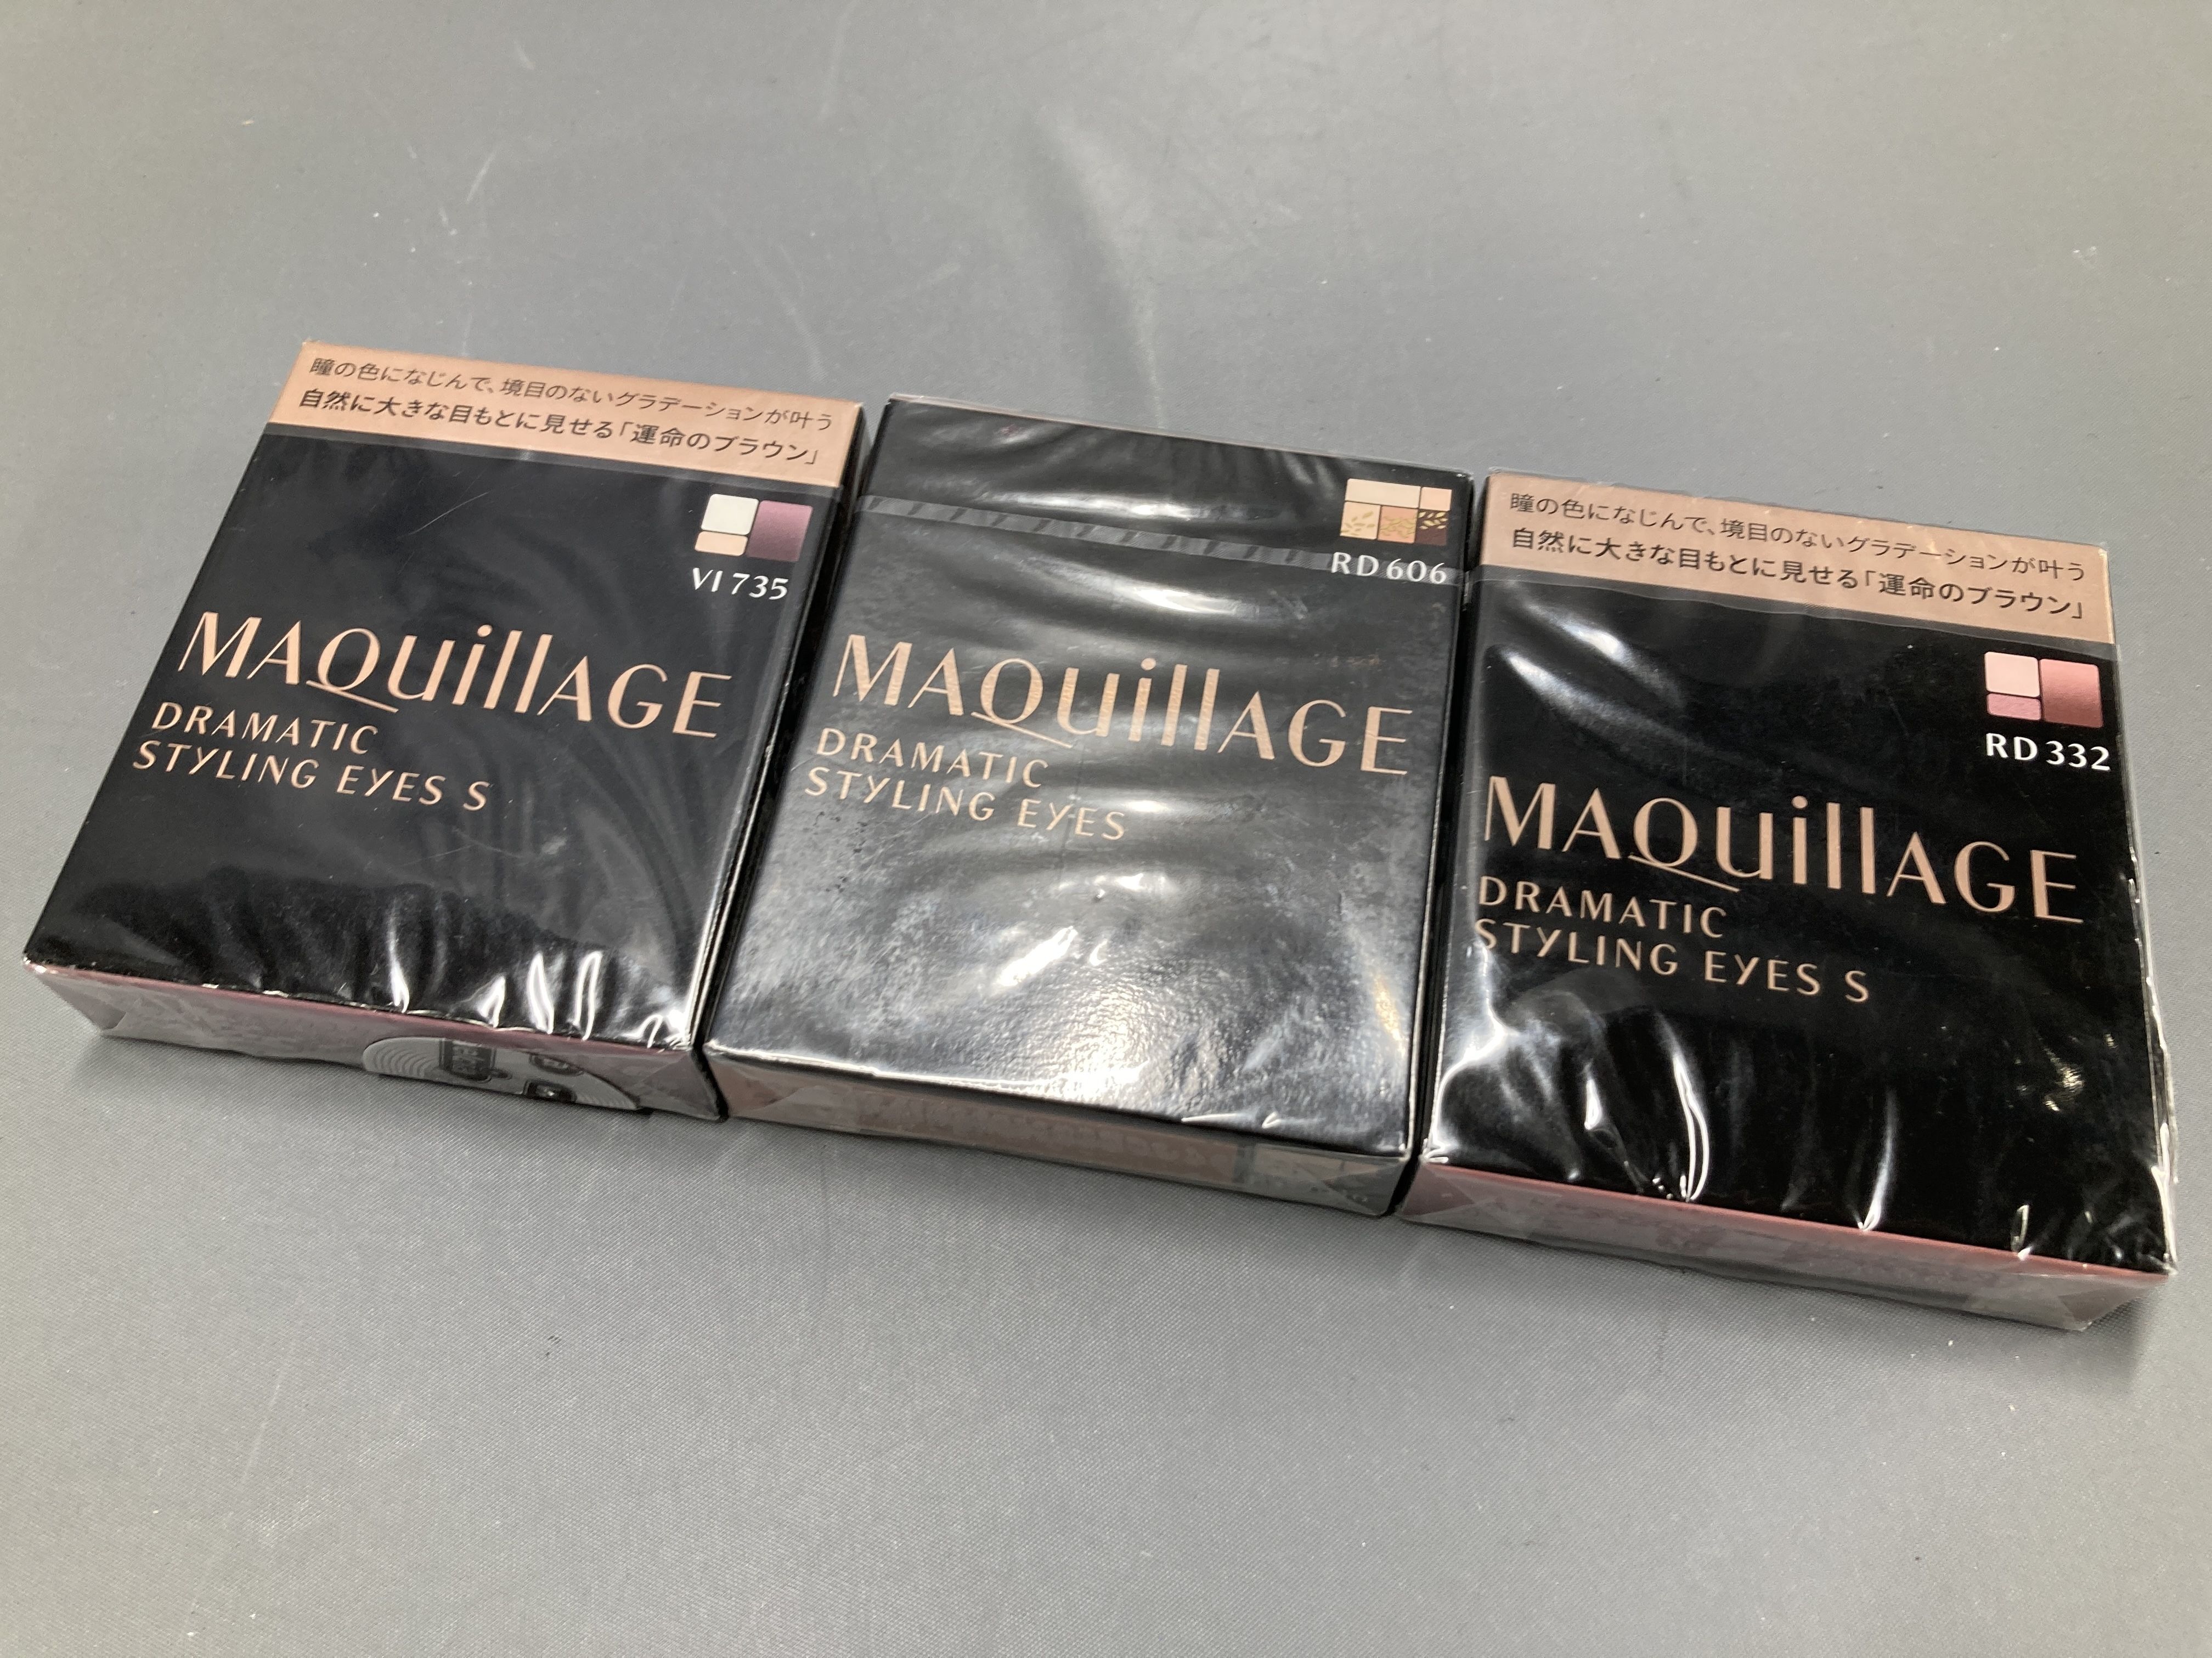 瞳の色になじんで、境目のないグラデーションが叶う
自然に大きな目もとに見せる「運命のブラウン」
VI 735
MAQuillAGE
DRAMATIC
STYLING EYES S
RD 606
MAQuillAGE
DRAMATIC
STYLING EYES
瞳の色になじんで、境目のないグラデーションが叶う
自然に大きな目もとに見せる「運命のブラウン」
RD 332
MAQuillAGE
DRAMATIC
STYLING EYES S